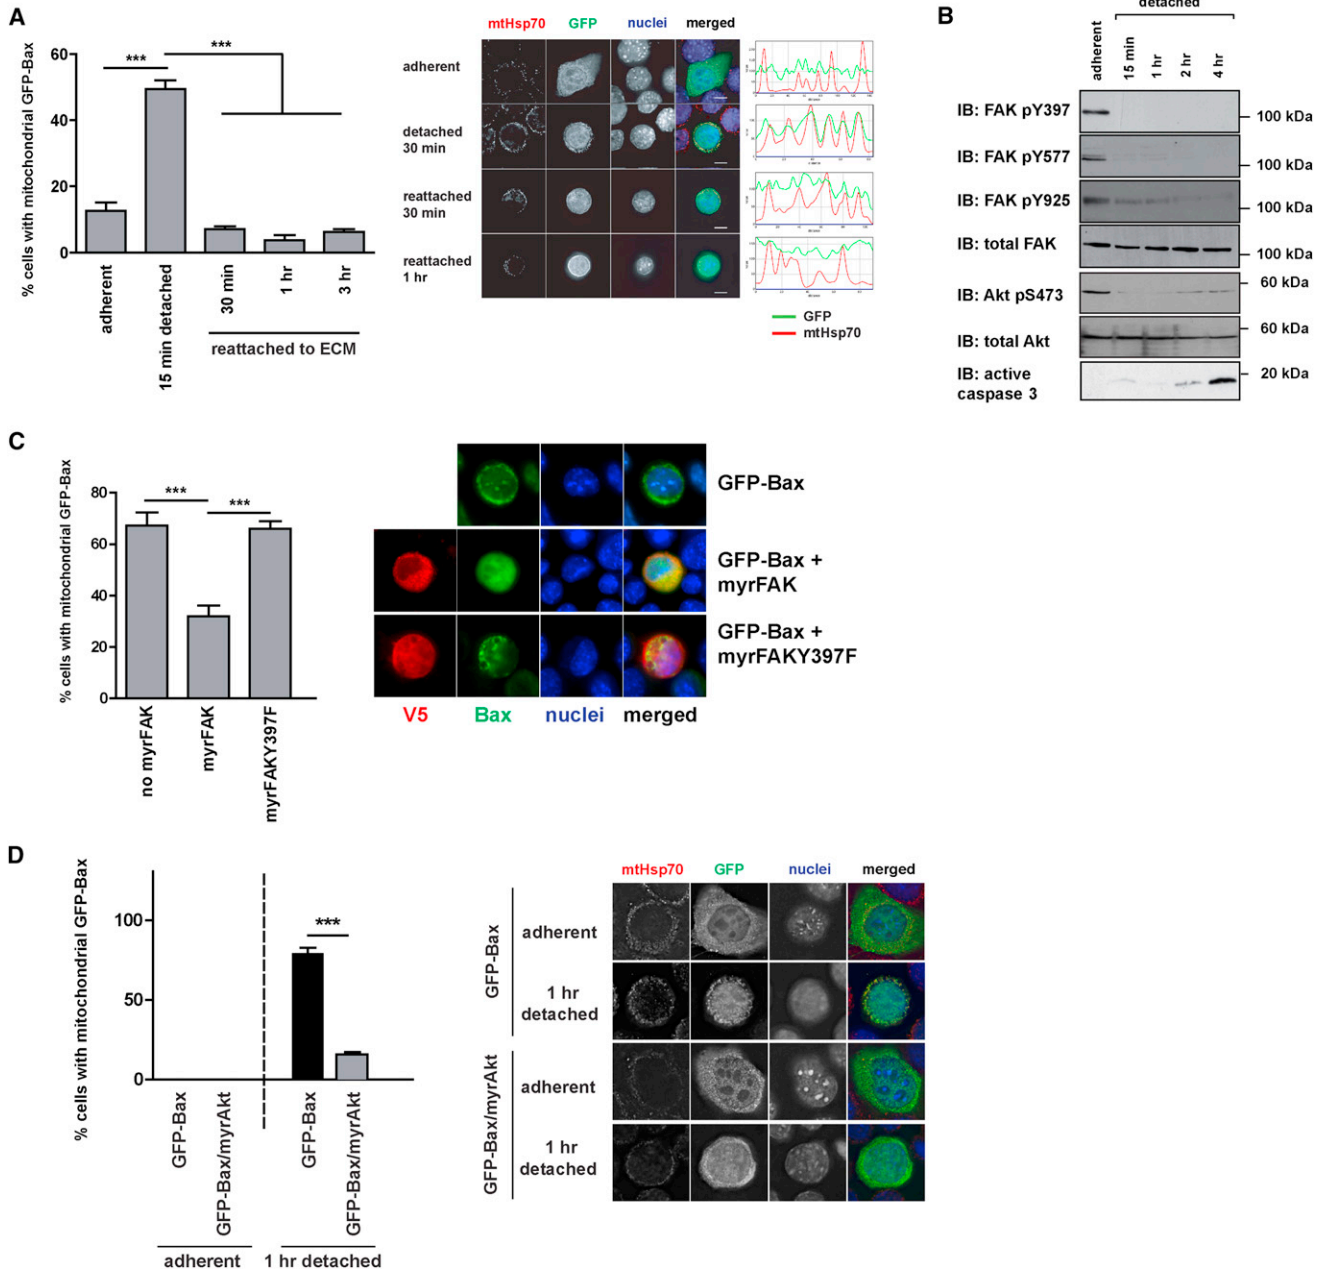 A
% cells with mitochondrial GFP-Bax
60
40
20
0
***
***
adherent
15 min detached
30 min
1 hr
3 hr
reattached to ECM
mtHsp70
GFP
nuclei
merged
adherent
detached
30 min
reattached
30 min
reattached
1 hr
GFP
mtHsp70
B
detached
adherent
15 min
1 hr
2 hr
4 hr
IB: FAK pY397
100 kDa
IB: FAK pY577
100 kDa
IB: FAK pY925
100 kDa
IB: total FAK
100 kDa
IB: Akt pS473
60 kDa
IB: total Akt
60 kDa
IB: active
caspase 3
20 kDa
C
% cells with mitochondrial GFP-Bax
80
60
40
20
0
***
***
no myrFAK
myrFAK
myrFAKY397F
GFP-Bax
GFP-Bax +
myrFAK
GFP-Bax +
myrFAKY397F
V5
Bax
nuclei
merged
D
% cells with mitochondrial GFP-Bax
100
50
0
***
GFP-Bax
GFP-Bax/myrAkt
GFP-Bax
GFP-Bax/myrAkt
adherent
1 hr detached
mtHsp70
GFP
nuclei
merged
GFP-Bax
adherent
1 hr
detached
GFP-Bax/myrAkt
adherent
1 hr
detached